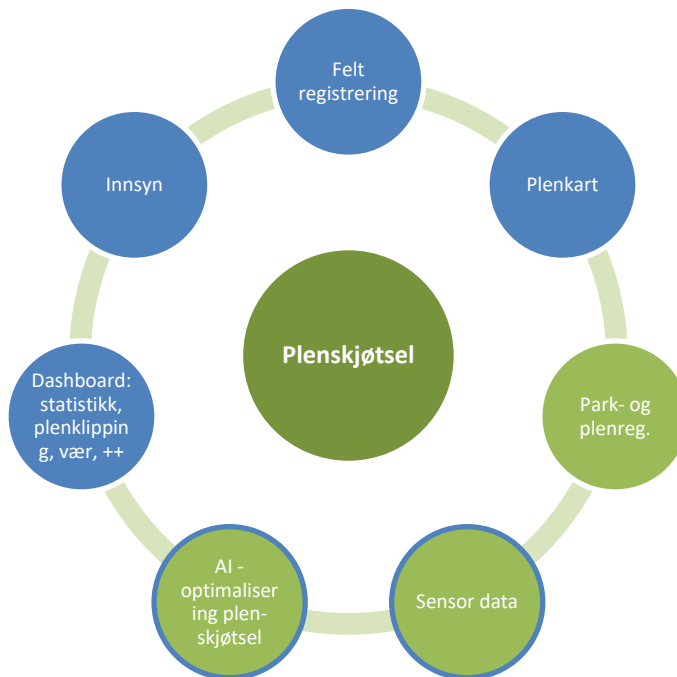 Felt
registrering
Innsyn
Plenkart
Plenskjøtsel
Dashboard:
statistikk,
plenklippin
g, vær, ++
Park- og
plenreg.
AI -
optimaliser
ing plen-
skjøtsel
Sensor data